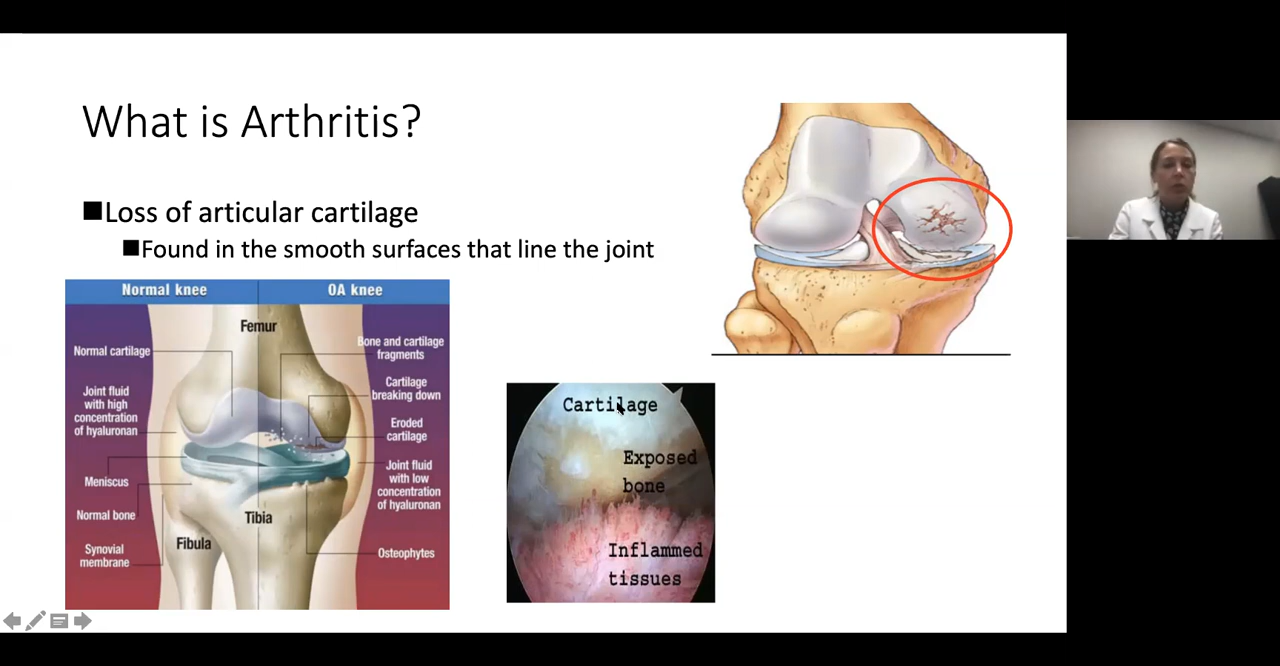 What is Arthritis?
Loss of articular cartilage
Found in the smooth surfaces that line the joint
Normal knee
OA knee
Femur
Normal cartilage
Bone and cartilage
fragments
Joint fluid
with high
concentration
of hyaluronan
Cartilage
breaking down
Eroded
cartilage
Meniscus
Joint fluid
with low
concentration
of hyaluronan
Normal bone
Tibia
Synovial
membrane
Fibula
Osteophytes
Cartilage
Exposed
bone
Inflammed
tissues